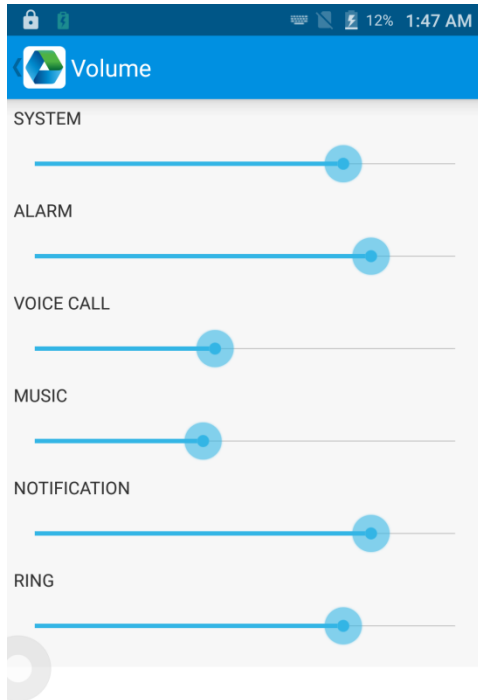 12% 1:47 AM
Volume
SYSTEM
ALARM
VOICE CALL
MUSIC
NOTIFICATION
RING